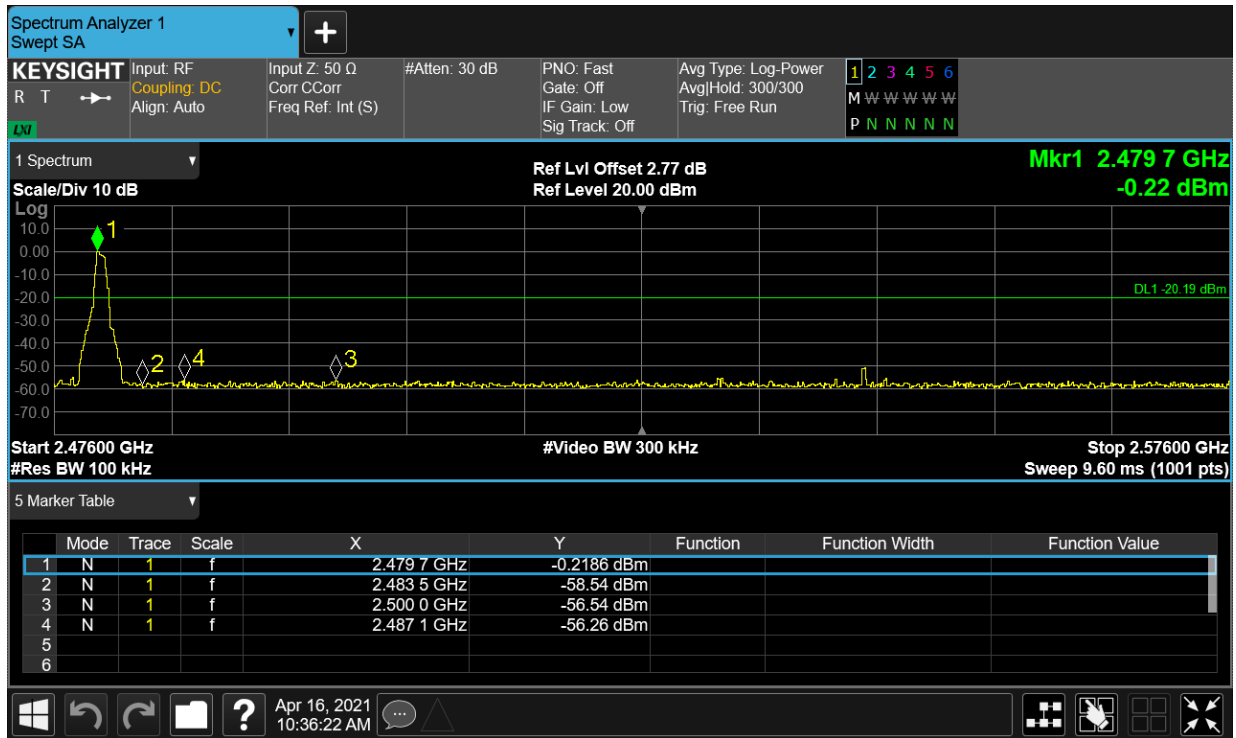 Spectrum Analyzer 1
Swept SA
+
KEYSIGHT
R T
LXI
Input: RF
Coupling: DC
Align: Auto
Input Z: 50 Ω
Corr CCorr
Freq Ref: Int (S)
#Atten: 30 dB
PNO: Fast
Gate: Off
IF Gain: Low
Sig Track: Off
Avg Type: Log-Power
Avg|Hold: 300/300
Trig: Free Run
1 2 3 4 5 6
M W W W W W
P N N N N N
1 Spectrum
Scale/Div 10 dB
Ref Lvl Offset 2.77 dB
Ref Level 20.00 dBm
Mkr1 2.479 7 GHz
-0.22 dBm
Log
10.0
0.00
-10.0
-20.0
-30.0
-40.0
-50.0
-60.0
-70.0
1
2
4
3
DL1 -20.19 dBm
Start 2.47600 GHz
#Video BW 300 kHz
Stop 2.57600 GHz
#Res BW 100 kHz
Sweep 9.60 ms (1001 pts)
5 Marker Table
Mode Trace Scale X Y Function Function Width Function Value
1 N 1 f 2.479 7 GHz -0.2186 dBm
2 N 1 f 2.483 5 GHz -58.54 dBm
3 N 1 f 2.500 0 GHz -56.54 dBm
4 N 1 f 2.487 1 GHz -56.26 dBm
5
6
?
Apr 16, 2021
10:36:22 AM